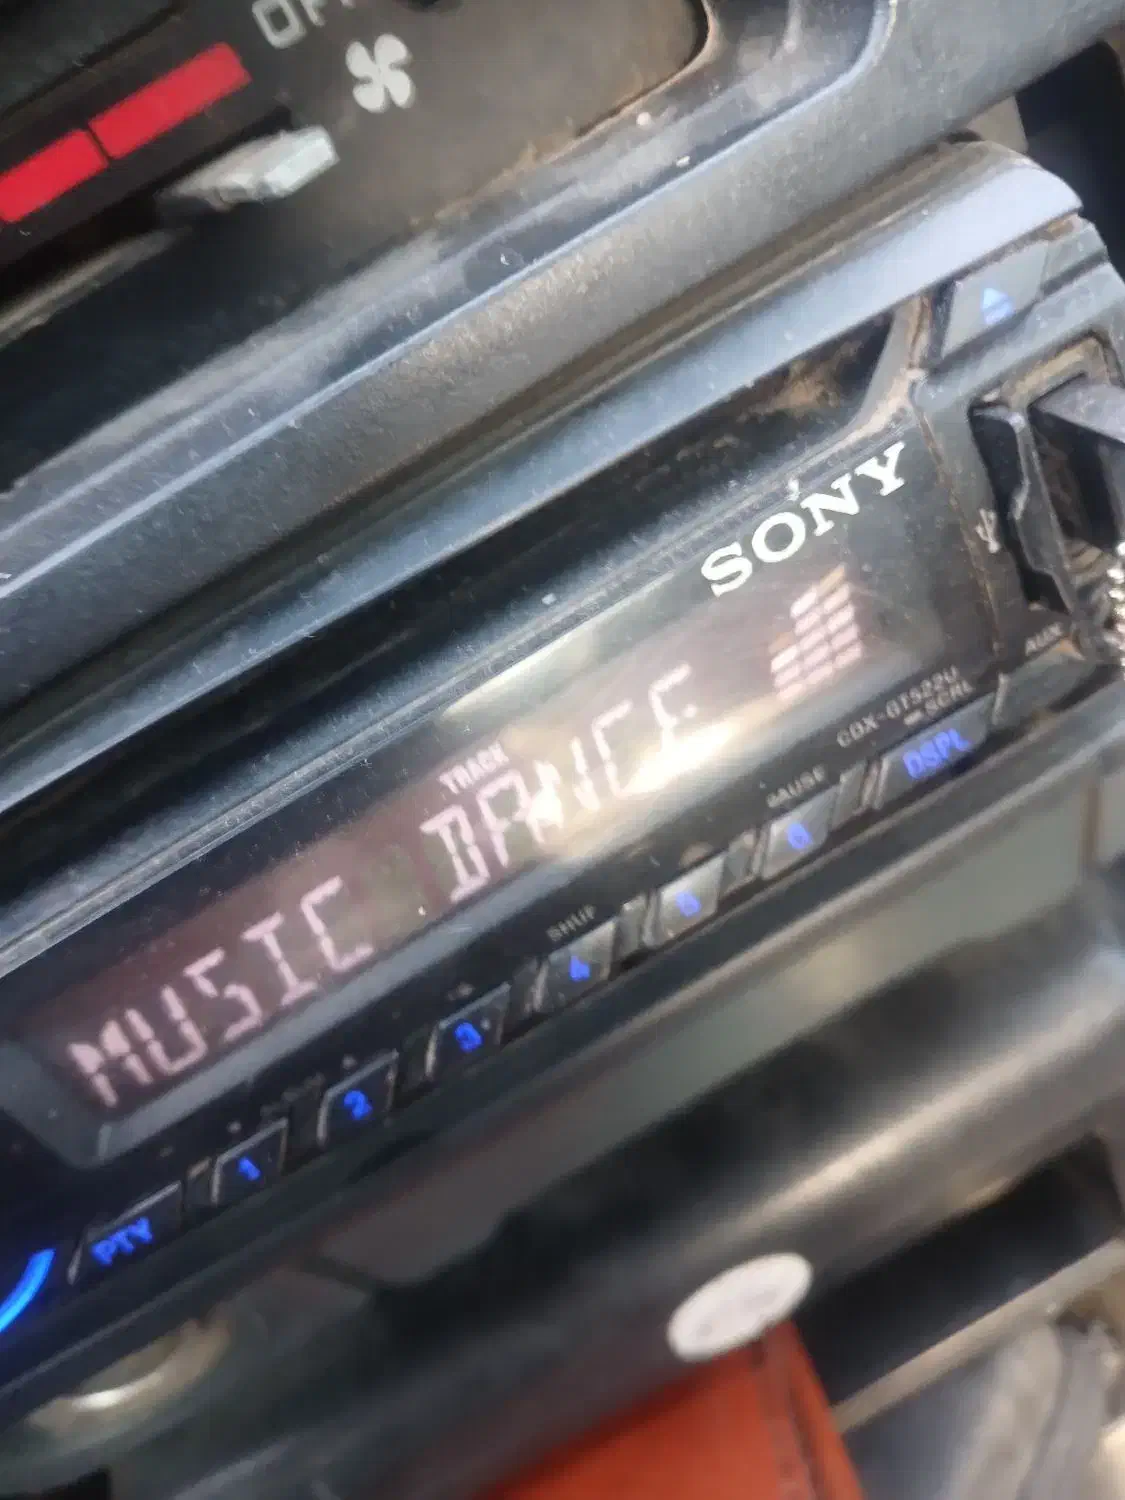 SONY
TRACK
MUSIC DANCE
AUX
CDX-GT522U
SCRL
DSPL
PAUSE
6
5
SHUF
4
3
2
1
PTY